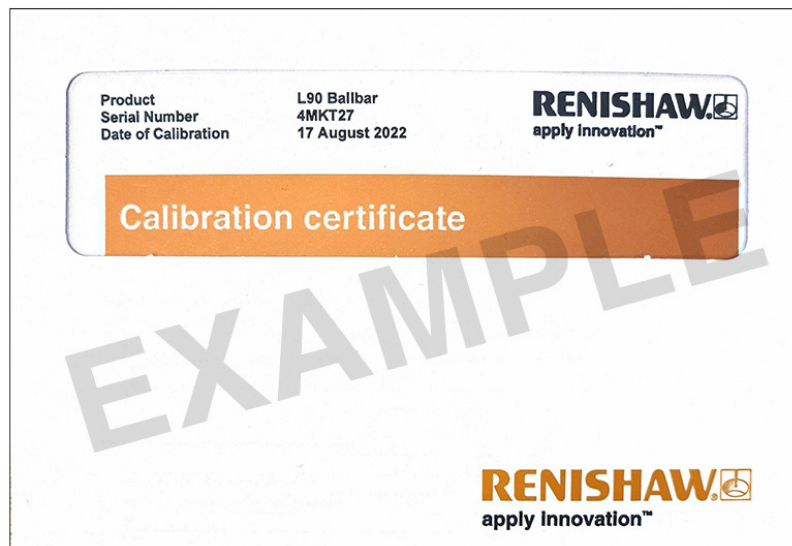 Product L90 Ballbar
Serial Number 4MKT27
Date of Calibration 17 August 2022
RENISHAW.
apply innovation™
Calibration certificate
EXAMPLE
RENISHAW.
apply innovation™